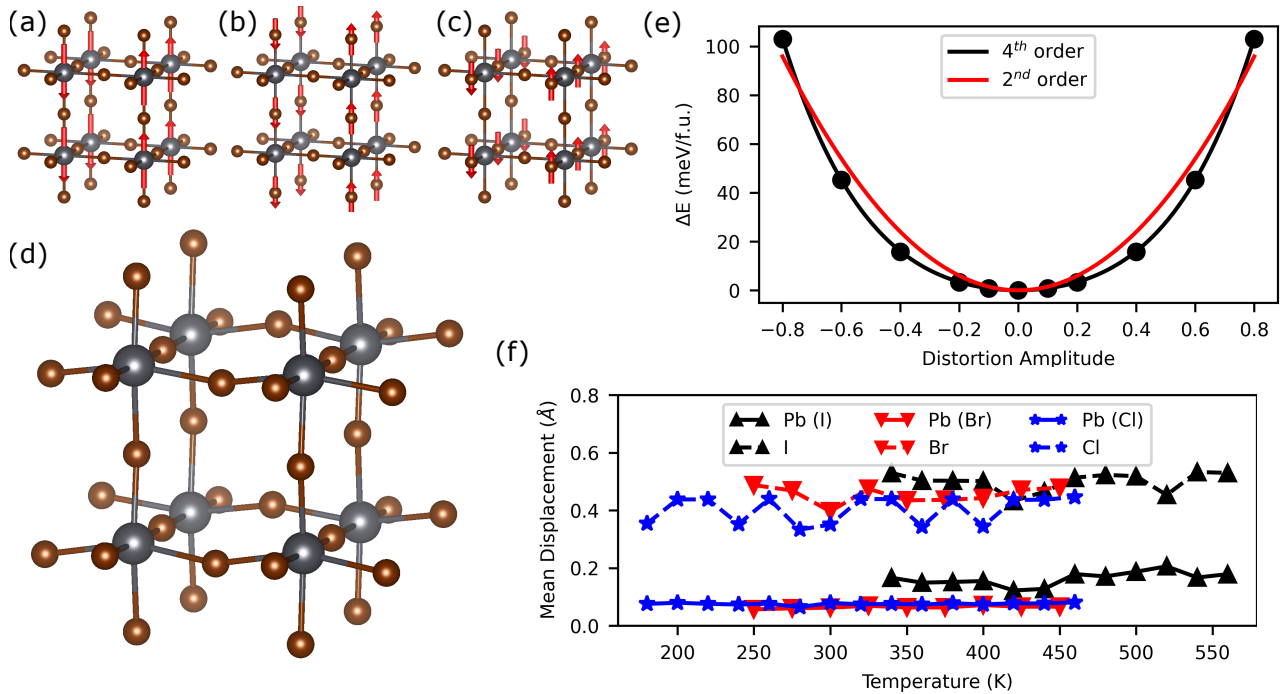 (a)
(b)
(c)
(d)
(e)
100
80
60
40
20
0
ΔE (meV/f.u.)
4th order
2nd order
−0.8 −0.6 −0.4 −0.2 0.0 0.2 0.4 0.6 0.8
Distortion Amplitude
(f)
0.8
0.6
0.4
0.2
0.0
Mean Displacement (Å)
Pb (I) Pb (Br) Pb (Cl)
I Br Cl
200 250 300 350 400 450 500 550
Temperature (K)